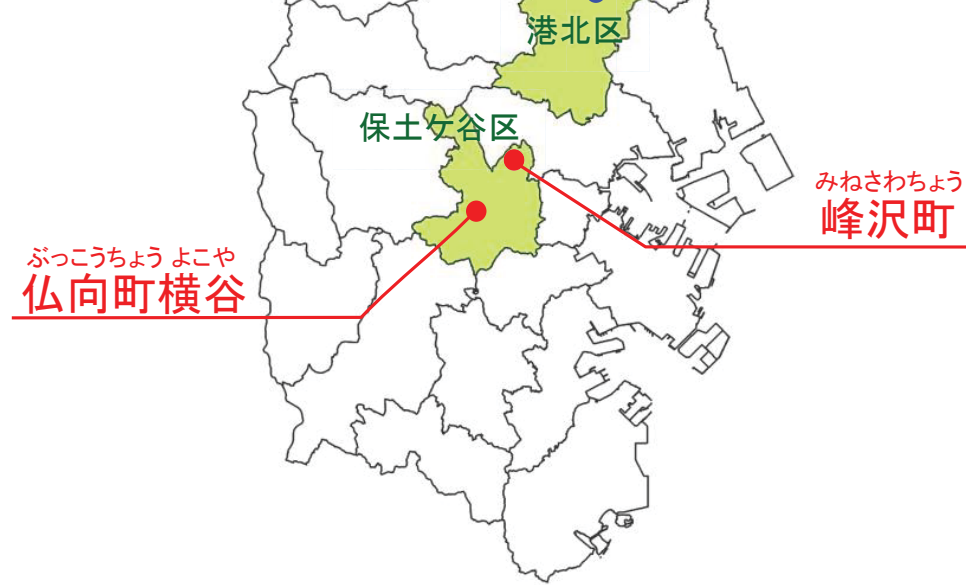 港北区
保土ケ谷区
みねさわちょう
峰沢町
ぶっこうちょう よこや
仏向町横谷